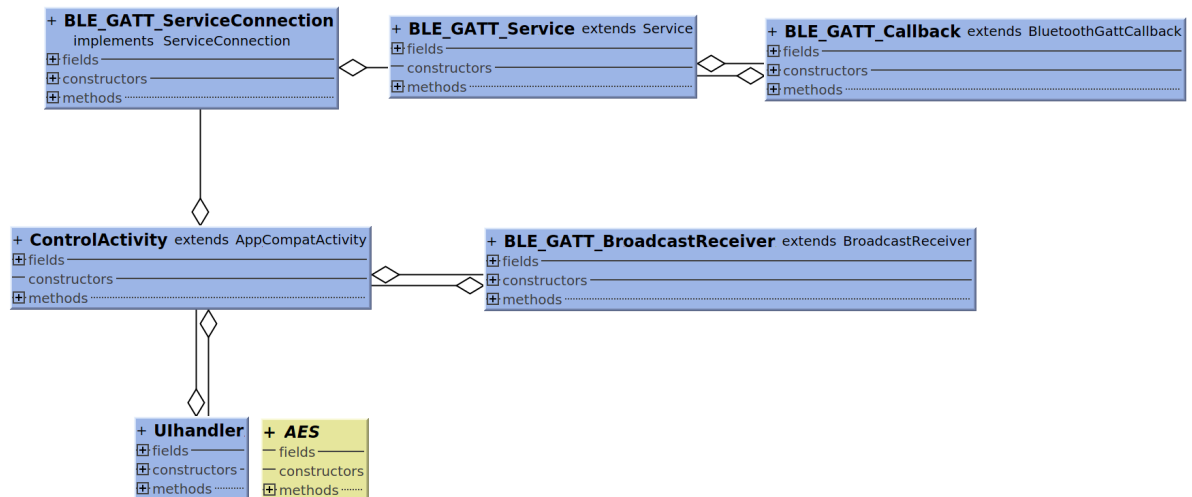 + BLE_GATT_ServiceConnection
implements ServiceConnection
+ fields
+ constructors
+ methods
+ BLE_GATT_Service extends Service
+ fields
constructors
+ methods
+ BLE_GATT_Callback extends BluetoothGattCallback
+ fields
+ constructors
+ methods
+ ControlActivity extends AppCompatActivity
+ fields
constructors
+ methods
+ BLE_GATT_BroadcastReceiver extends BroadcastReceiver
+ fields
+ constructors
+ methods
+ UIhandler
+ fields
+ constructors
+ methods
+ AES
fields
constructors
+ methods